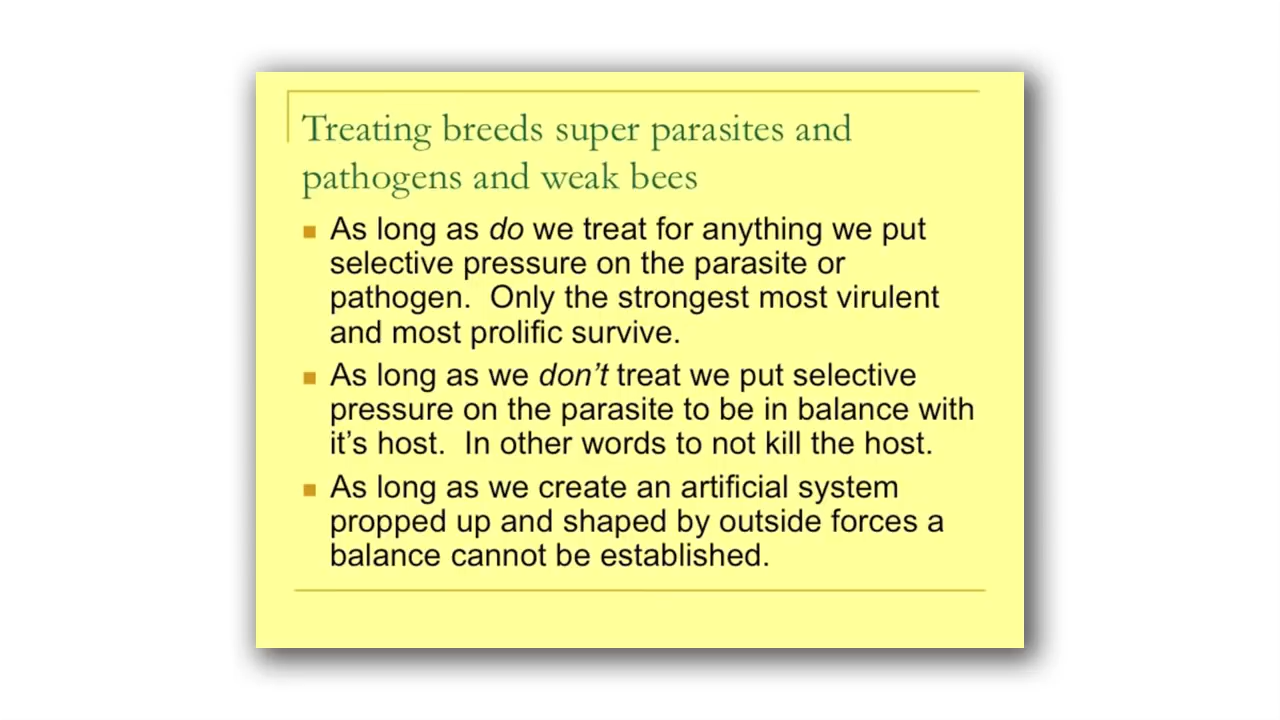 Treating breeds super parasites and
pathogens and weak bees
As long as do we treat for anything we put
selective pressure on the parasite or
pathogen.  Only the strongest most virulent
and most prolific survive.
As long as we don’t treat we put selective
pressure on the parasite to be in balance with
it’s host.  In other words to not kill the host.
As long as we create an artificial system
propped up and shaped by outside forces a
balance cannot be established.